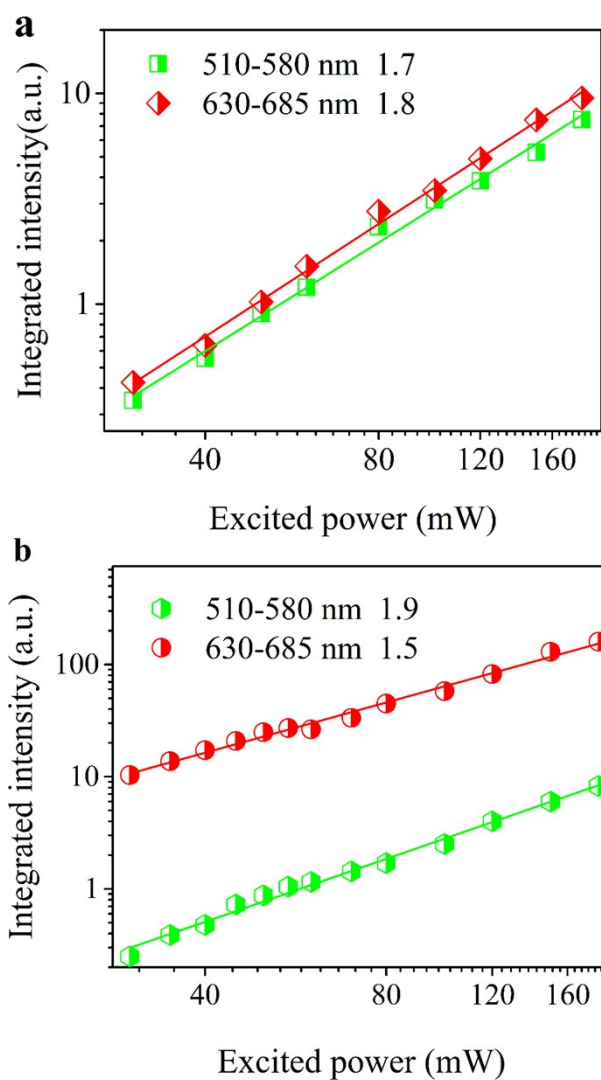 a
510-580 nm 1.7
630-685 nm 1.8
Integrated intensity(a.u.)
10
1
40 80 120 160
Excited power (mW)
b
510-580 nm 1.9
630-685 nm 1.5
Integrated intensity (a.u.)
100
10
1
40 80 120 160
Excited power (mW)